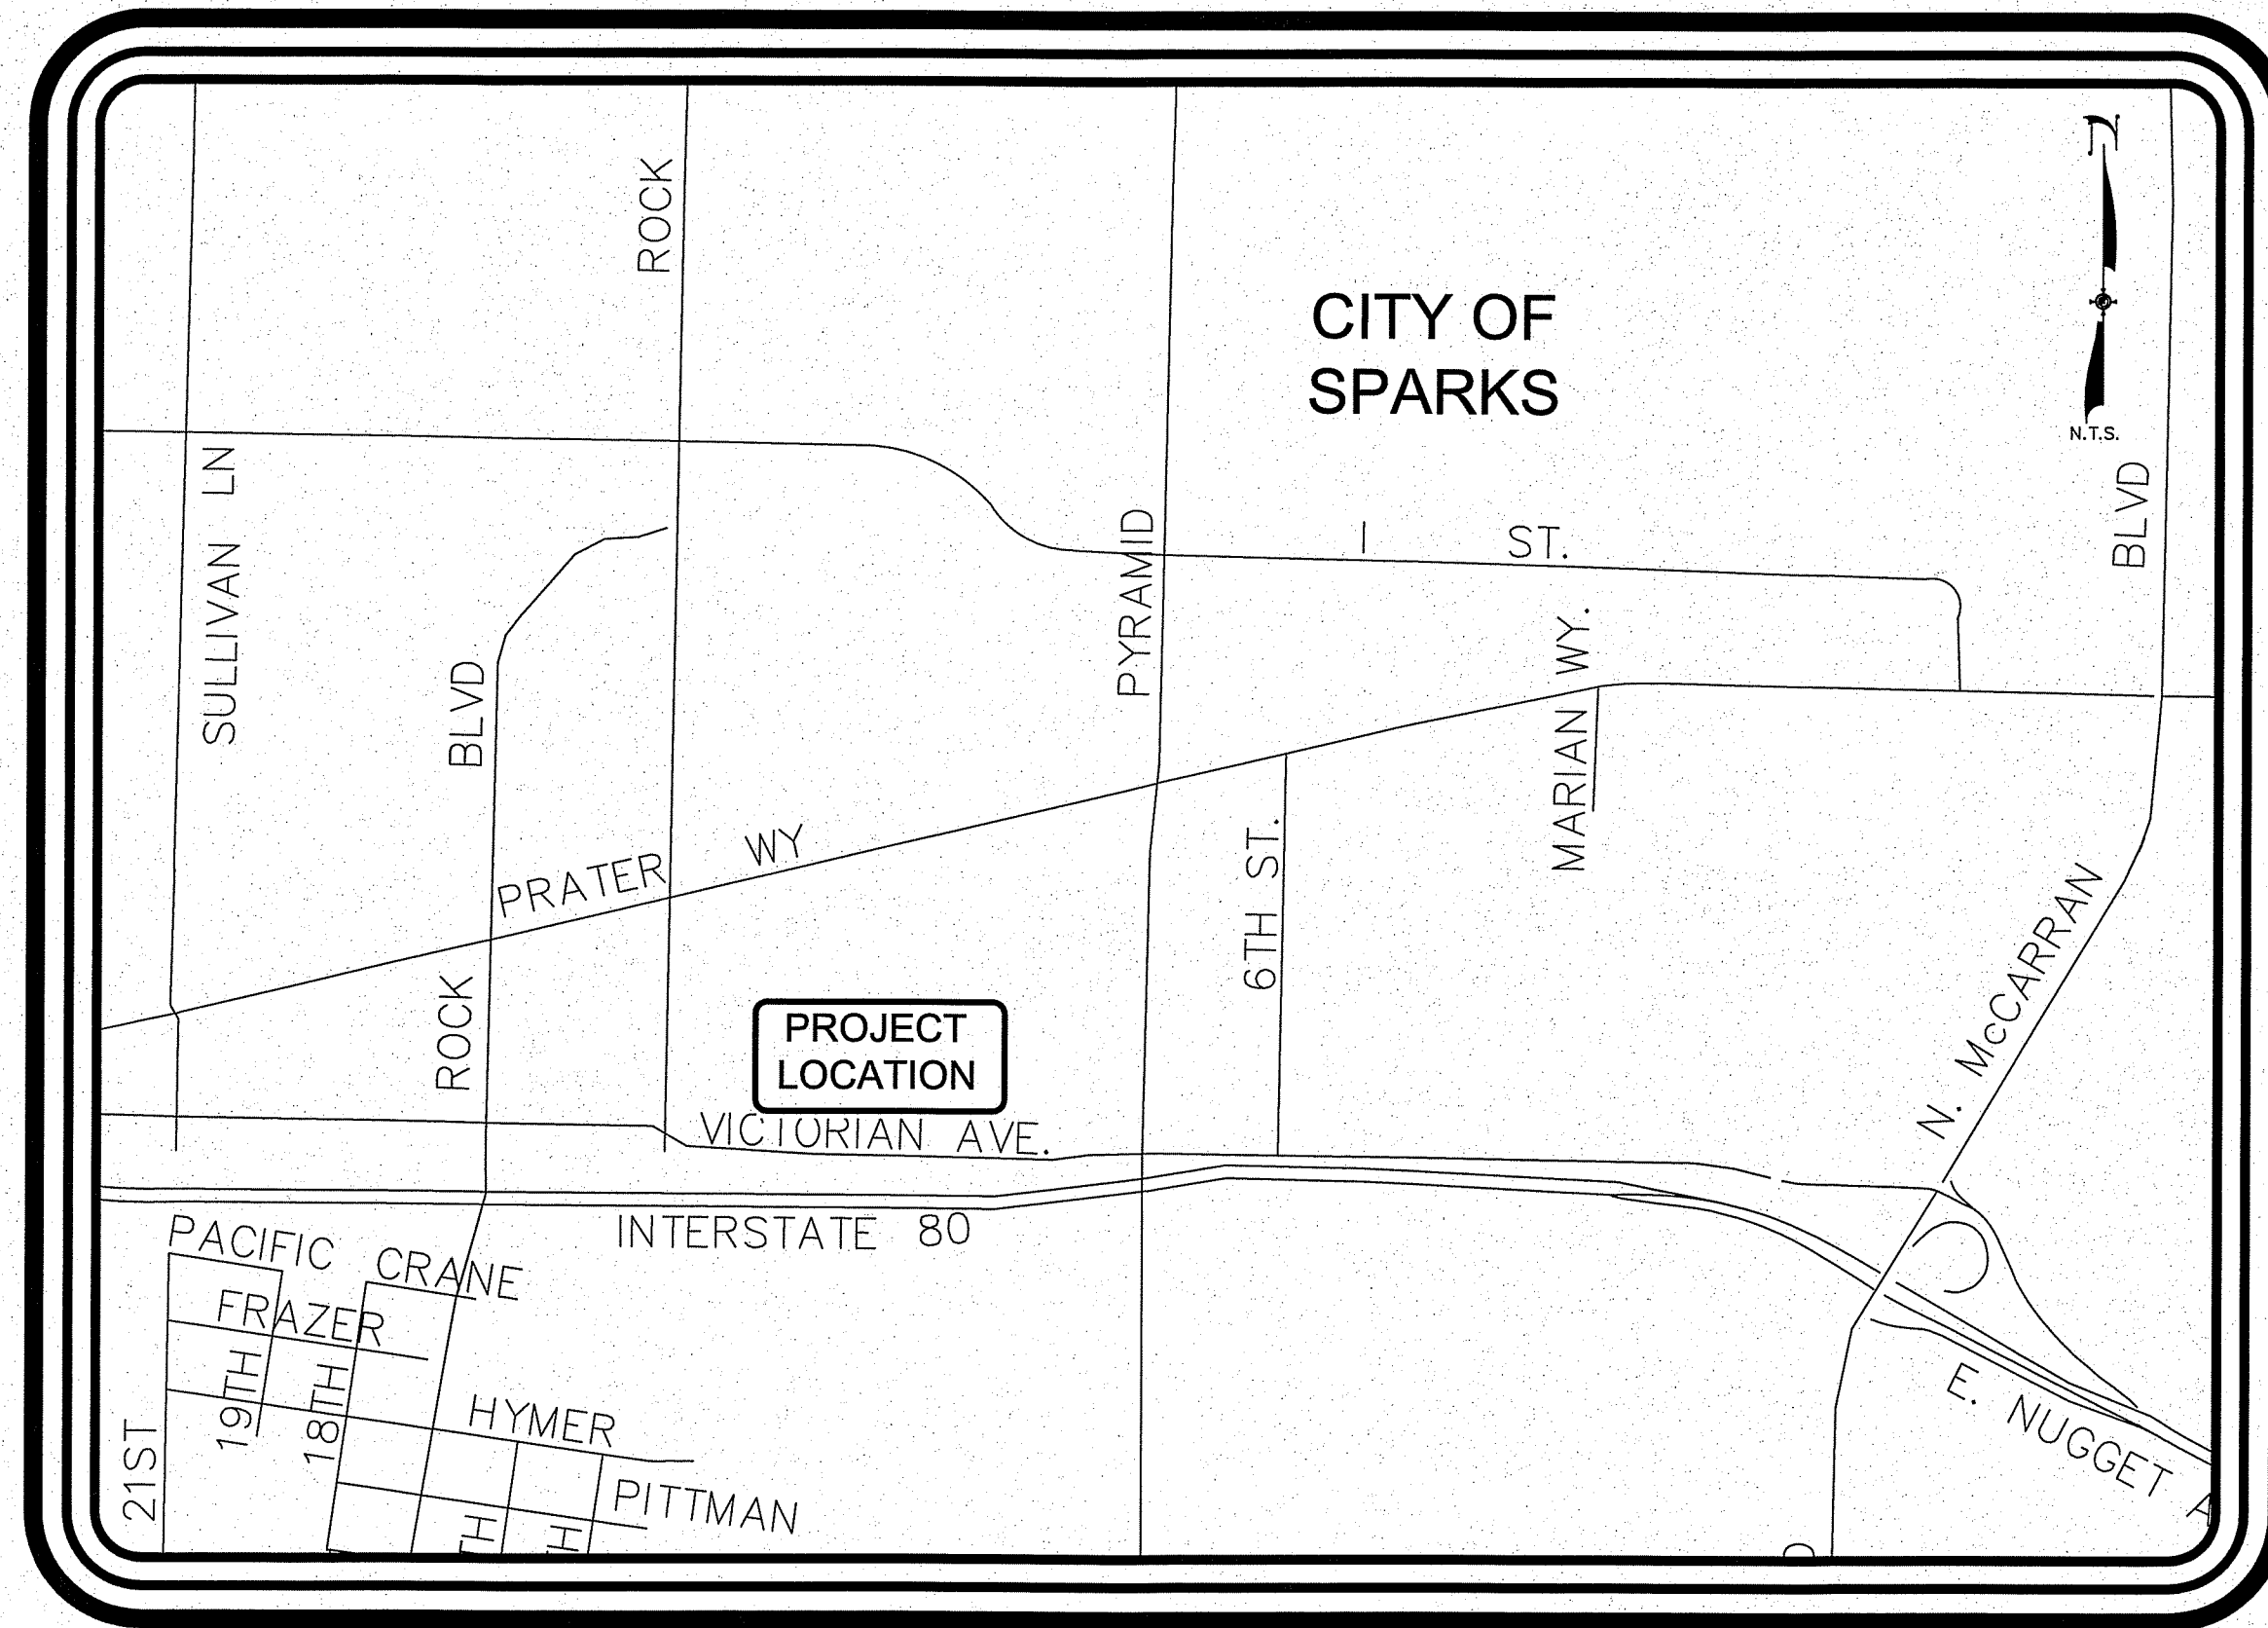 ROCK
CITY OF
SPARKS
N.T.S.
SULLIVAN LN
BLVD
PYRAMID
I ST.
BLVD
MARIAN WY.
PRATER WY
6TH ST.
ROCK
N. McCARRAN
PROJECT
LOCATION
VICTORIAN AVE.
INTERSTATE 80
PACIFIC CRANE
FRAZER
19TH
18TH
HYMER
21ST
PITTMAN
TH
H
E. NUGGET A